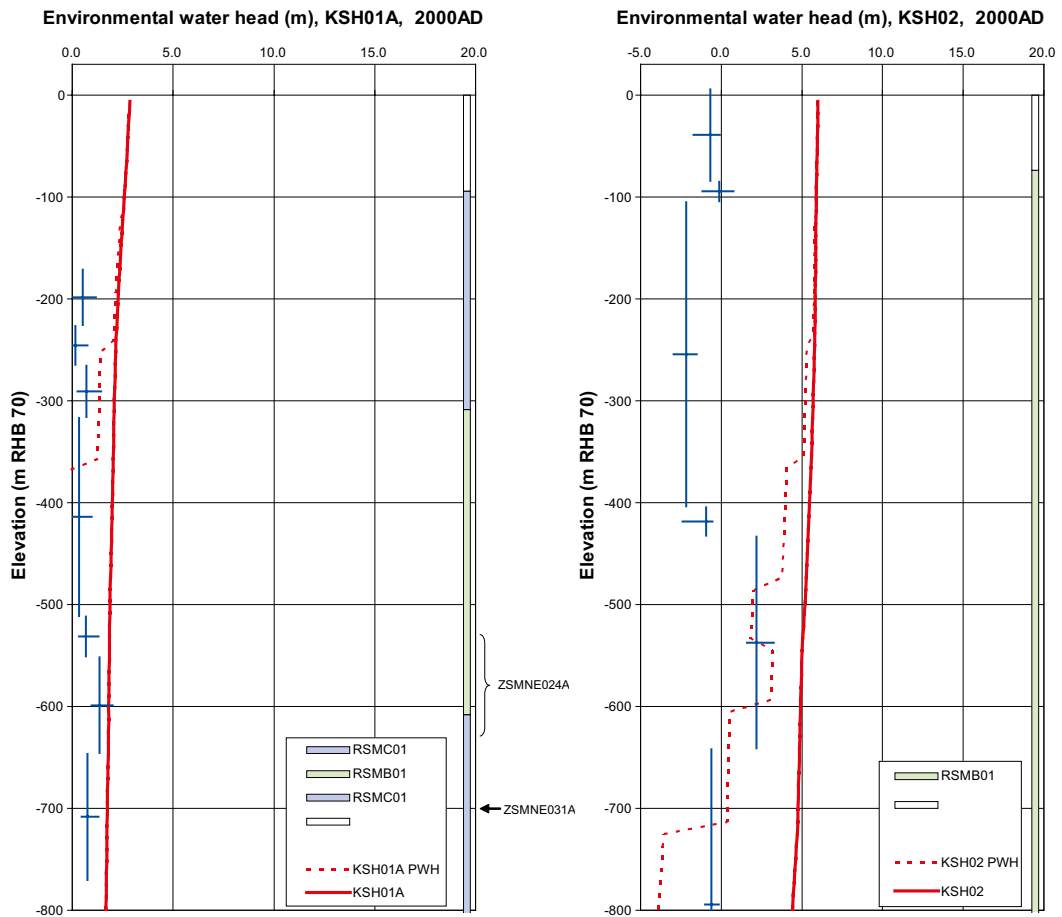 Environmental water head (m), KSH01A, 2000AD
0.0 5.0 10.0 15.0 20.0
0
-100
-200
-300
-400
-500
-600
-700
-800
Elevation (m RHB 70)
ZSMNE024A
ZSMNE031A
RSMC01
RSMB01
RSMC01
KSH01A PWH
KSH01A
Environmental water head (m), KSH02, 2000AD
-5.0 0.0 5.0 10.0 15.0 20.0
0
-100
-200
-300
-400
-500
-600
-700
-800
Elevation (m RHB 70)
RSMB01
KSH02 PWH
KSH02